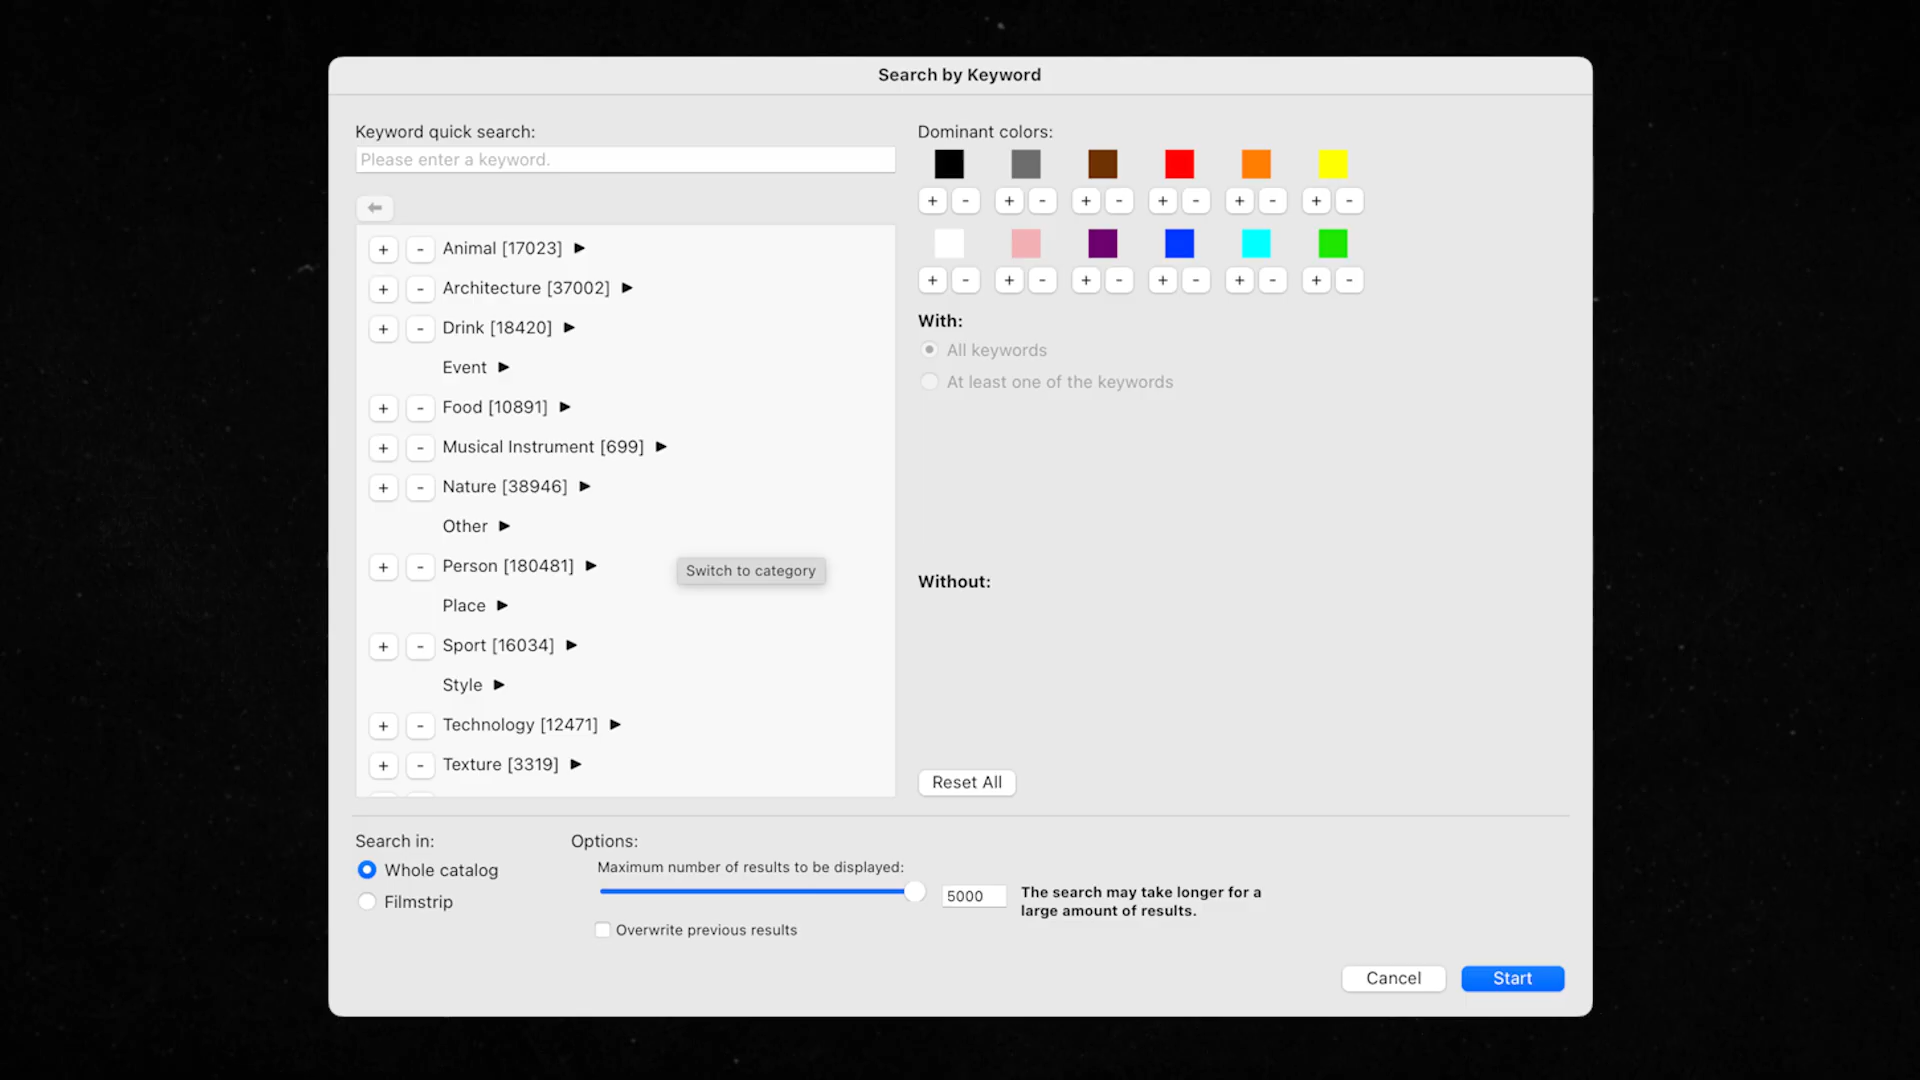 Search by Keyword
Keyword quick search:
Please enter a keyword.
+ - Animal [17023] ▶
+ - Architecture [37002] ▶
+ - Drink [18420] ▶
Event ▶
+ - Food [10891] ▶
+ - Musical Instrument [699] ▶
+ - Nature [38946] ▶
Other ▶
+ - Person [180481] ▶
Switch to category
Place ▶
+ - Sport [16034] ▶
Style ▶
+ - Technology [12471] ▶
+ - Texture [3319] ▶
Dominant colors:
+ - + - + - + - + - + -
+ - + - + - + - + - + -
With:
All keywords
At least one of the keywords
Without:
Reset All
Search in:
Whole catalog
Filmstrip
Options:
Maximum number of results to be displayed:
5000
The search may take longer for a
large amount of results.
Overwrite previous results
Cancel
Start